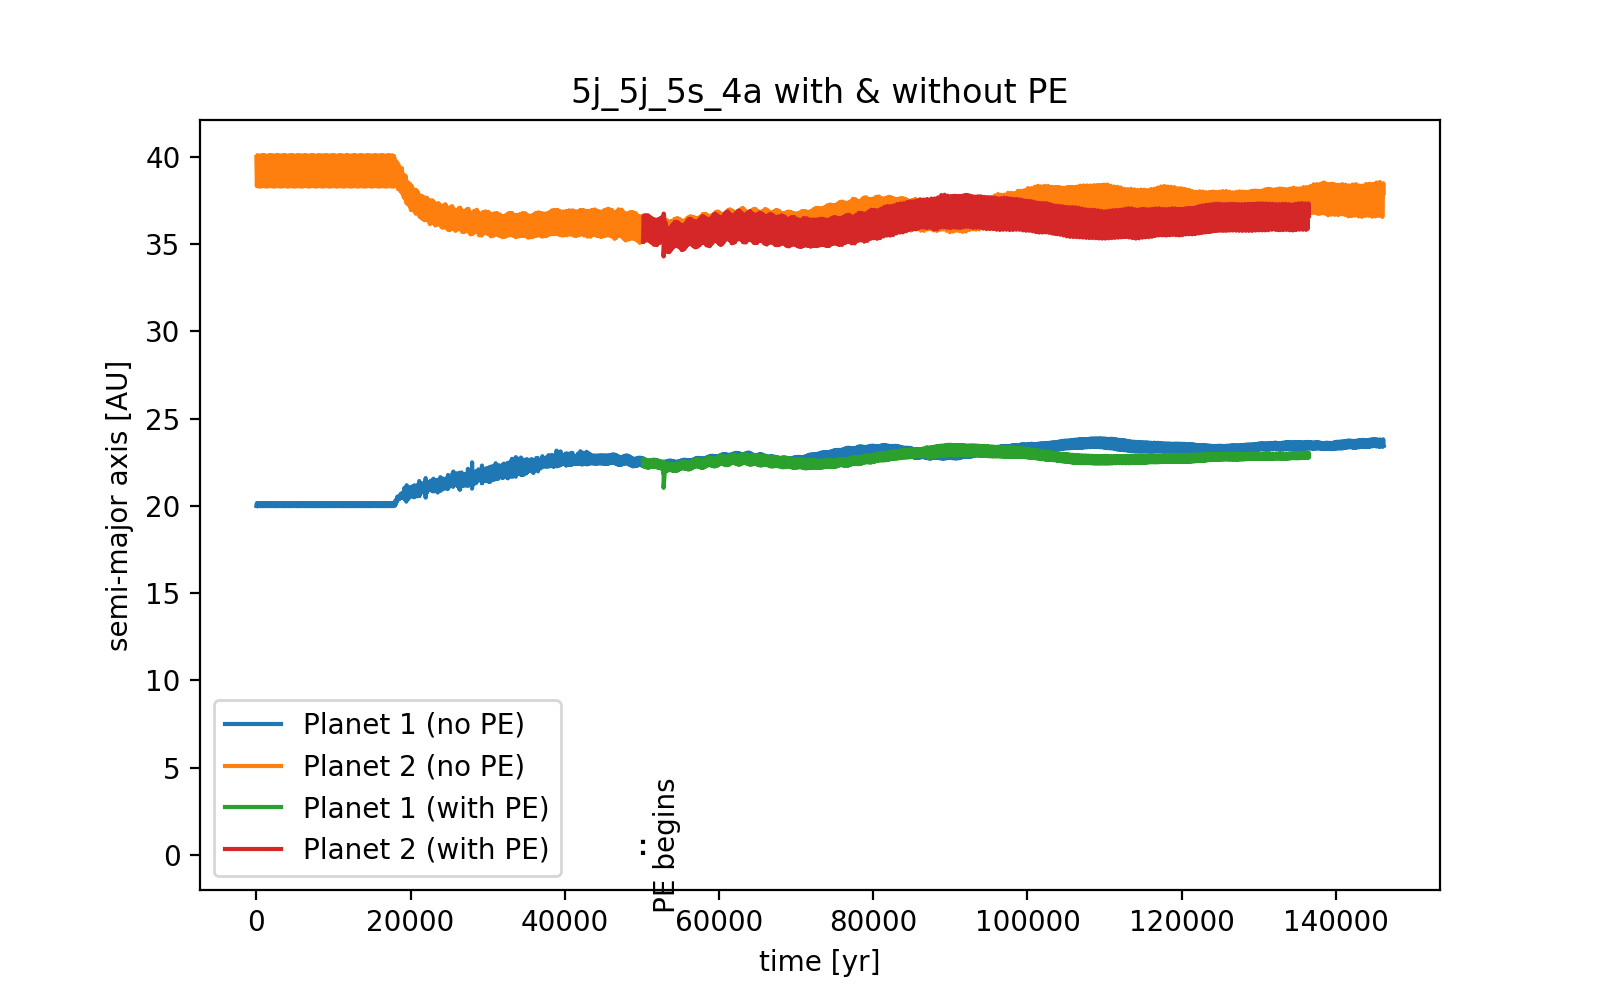 5j_5j_5s_4a with & without PE
semi-major axis [AU]
40
35
30
25
20
15
10
5
0
Planet 1 (no PE)
Planet 2 (no PE)
Planet 1 (with PE)
Planet 2 (with PE)
PE begins
0 20000 40000 60000 80000 100000 120000 140000
time [yr]